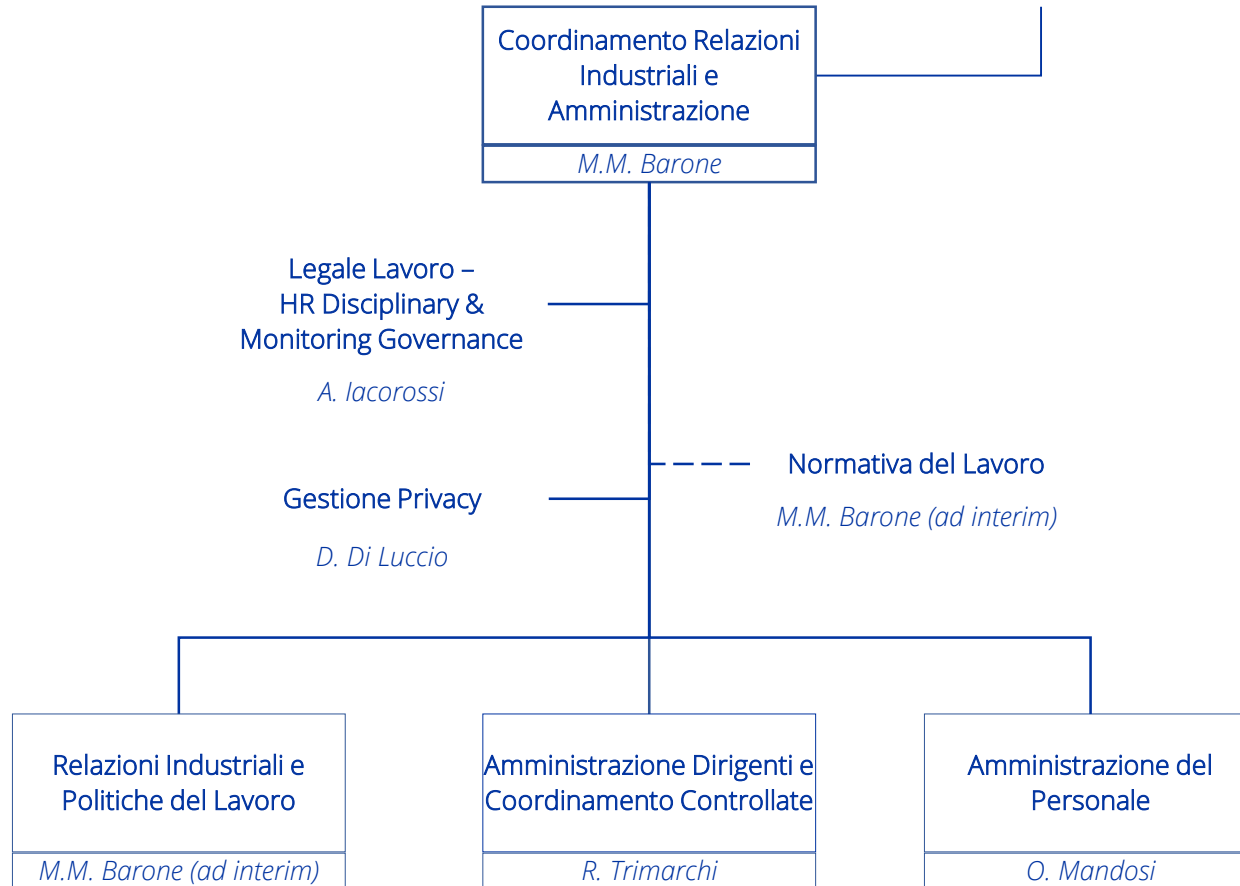 Coordinamento Relazioni
Industriali e
Amministrazione
M.M. Barone
Legale Lavoro –
HR Disciplinary &
Monitoring Governance
A. Iacorossi
Normativa del Lavoro
M.M. Barone (ad interim)
Gestione Privacy
D. Di Luccio
Relazioni Industriali e
Politiche del Lavoro
M.M. Barone (ad interim)
Amministrazione Dirigenti e
Coordinamento Controllate
R. Trimarchi
Amministrazione del
Personale
O. Mandosi